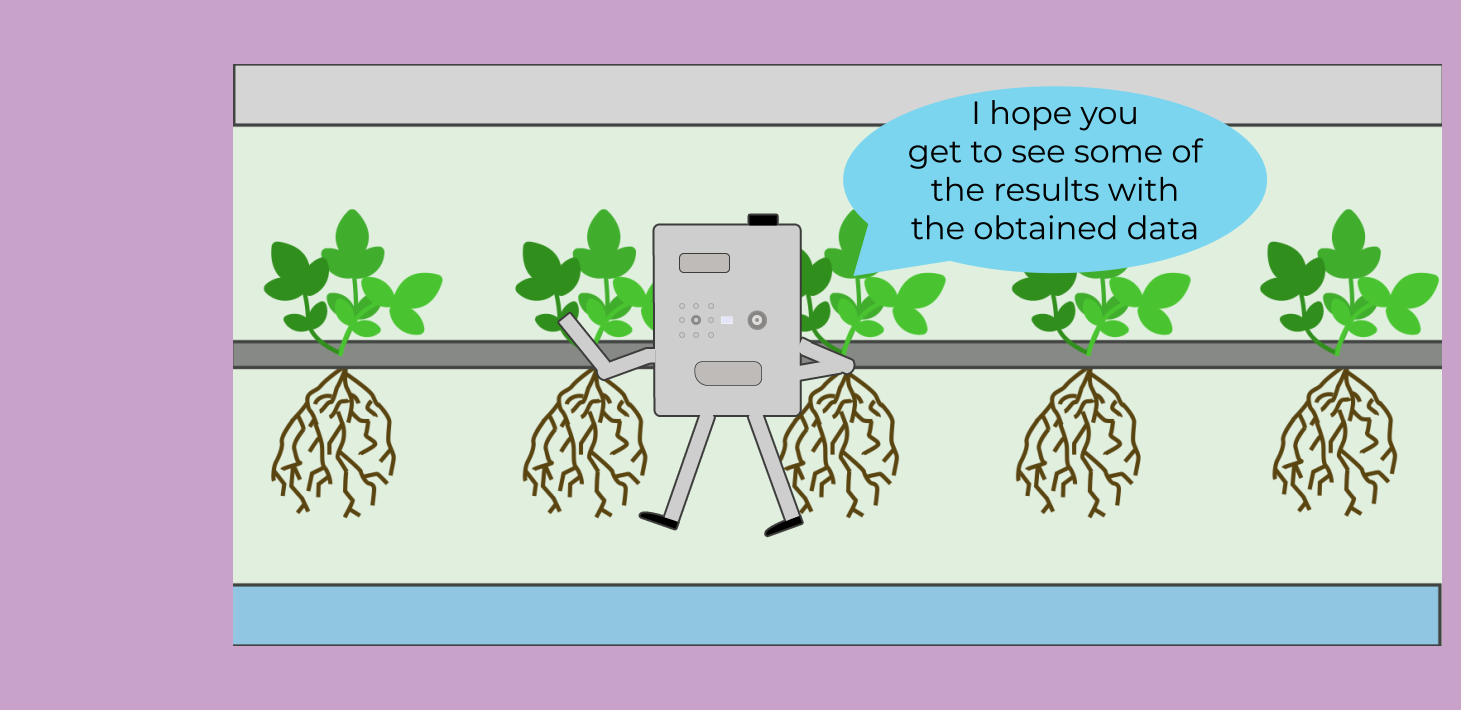 I hope you
get to see some of
the results with
the obtained data